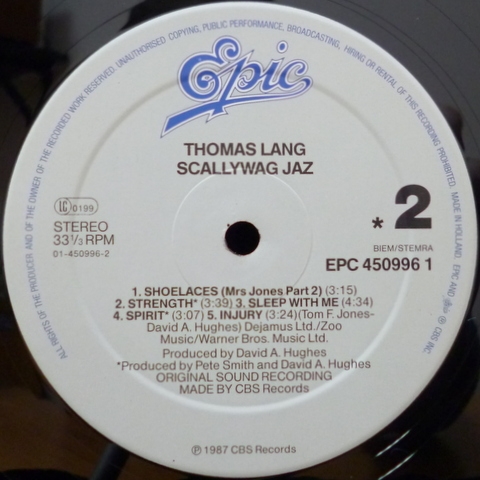 ALL RIGHTS OF THE PRODUCER AND OF THE OWNER OF THE RECORDED WORK RESERVED. UNAUTHORISED COPYING, PUBLIC PERFORMANCE, BROADCASTING, HIRING OR RENTAL OF THIS RECORDING PROHIBITED. MADE IN HOLLAND. EPIC AND
℗ CBS INC
Epic
THOMAS LANG
SCALLYWAG JAZ
LC 0199
STEREO
33⅓ RPM
01-450996-2
* 2
BIEM/STEMRA
EPC 450996 1
1. SHOELACES (Mrs Jones Part 2) (3:15)
2. STRENGTH* (3:39) 3. SLEEP WITH ME (4:34)
4. SPIRIT* (3:07) 5. INJURY (3:24) (Tom F. Jones-
David A. Hughes) Dejamus Ltd./Zoo
Music/Warner Bros. Music Ltd.
Produced by David A. Hughes
*Produced by Pete Smith and David A. Hughes
ORIGINAL SOUND RECORDING
MADE BY CBS Records
℗ 1987 CBS Records